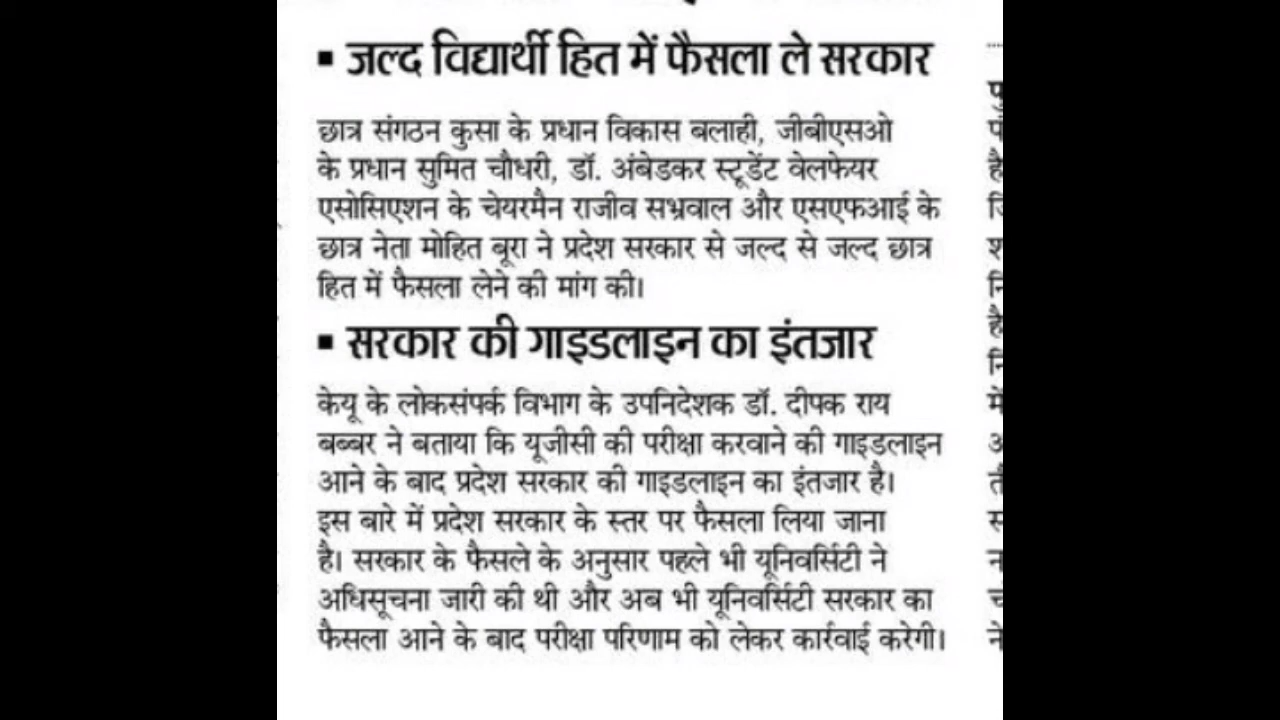 ▪ जल्द विद्यार्थी हित में फैसला ले सरकार
छात्र संगठन कुसा के प्रधान विकास बलाही, जीबीएसओ
के प्रधान सुमित चौधरी, डॉ. अंबेडकर स्टूडेंट वेलफेयर
एसोसिएशन के चेयरमैन राजीव सभ्रवाल और एसएफआई के
छात्र नेता मोहित बूरा ने प्रदेश सरकार से जल्द से जल्द छात्र
हित में फैसला लेने की मांग की।
▪ सरकार की गाइडलाइन का इंतजार
केयू के लोकसंपर्क विभाग के उपनिदेशक डॉ. दीपक राय
बब्बर ने बताया कि यूजीसी की परीक्षा करवाने की गाइडलाइन
आने के बाद प्रदेश सरकार की गाइडलाइन का इंतजार है।
इस बारे में प्रदेश सरकार के स्तर पर फैसला लिया जाना
है। सरकार के फैसले के अनुसार पहले भी यूनिवर्सिटी ने
अधिसूचना जारी की थी और अब भी यूनिवर्सिटी सरकार का
फैसला आने के बाद परीक्षा परिणाम को लेकर कार्रवाई करेगी।